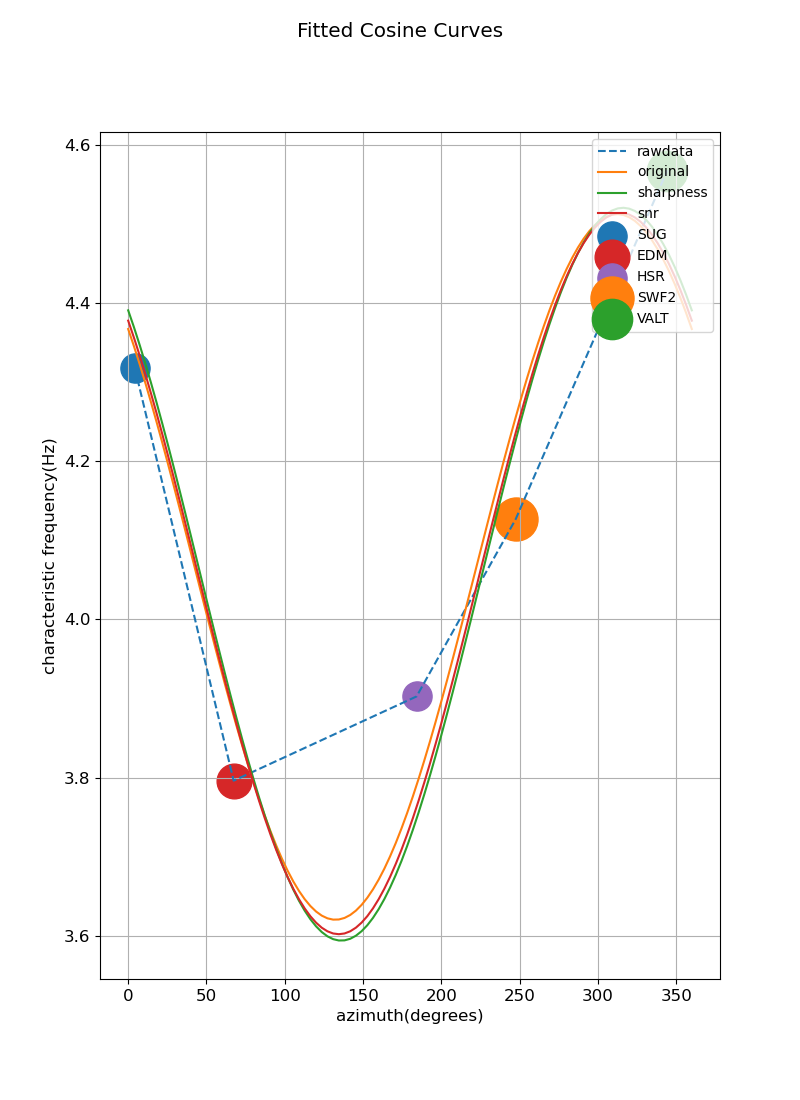 Fitted Cosine Curves
4.6
4.4
4.2
4.0
3.8
3.6
characteristic frequency(Hz)
rawdata
original
sharpness
snr
SUG
EDM
HSR
SWF2
VALT
0 50 100 150 200 250 300 350
azimuth(degrees)